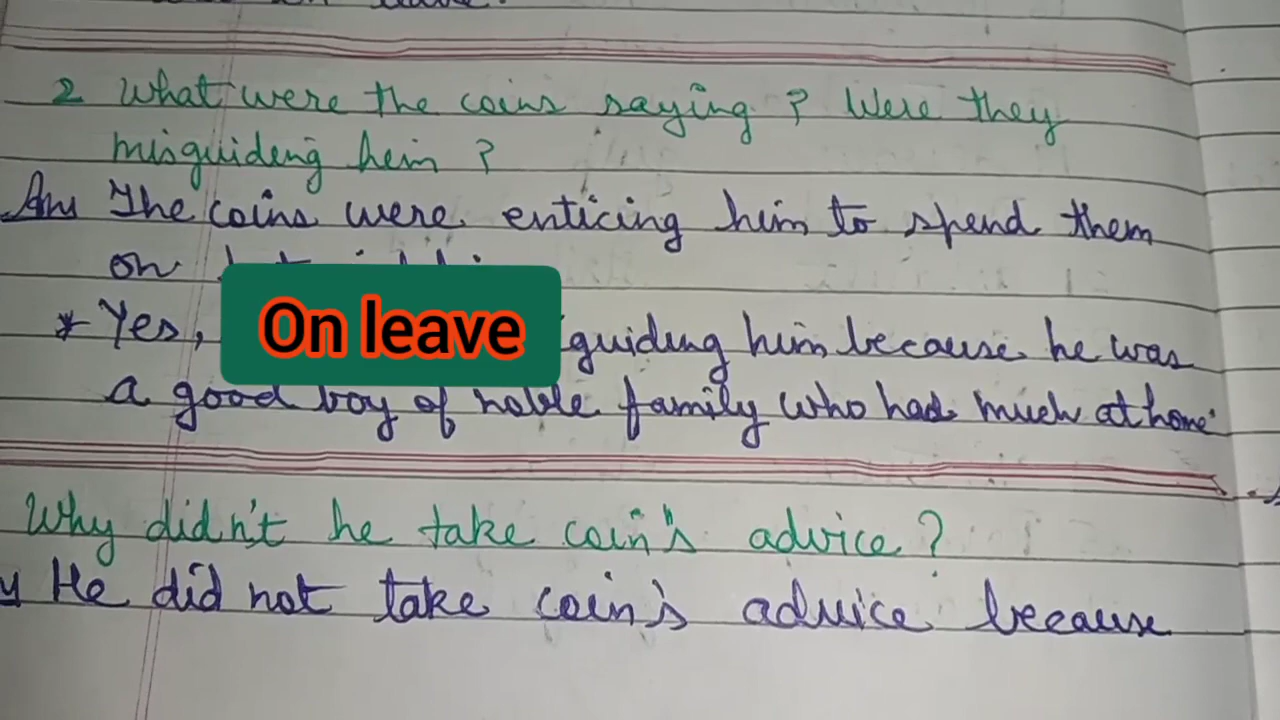 2 What were the coins saying ? Were they
misguideng him ?
Ans The coins were enticing him to spend them
on
On leave
* Yes, guiding him because he was
a good boy of noble family who had much at home
Why didn't he take coin's advice ?
He did not take coin's advice because